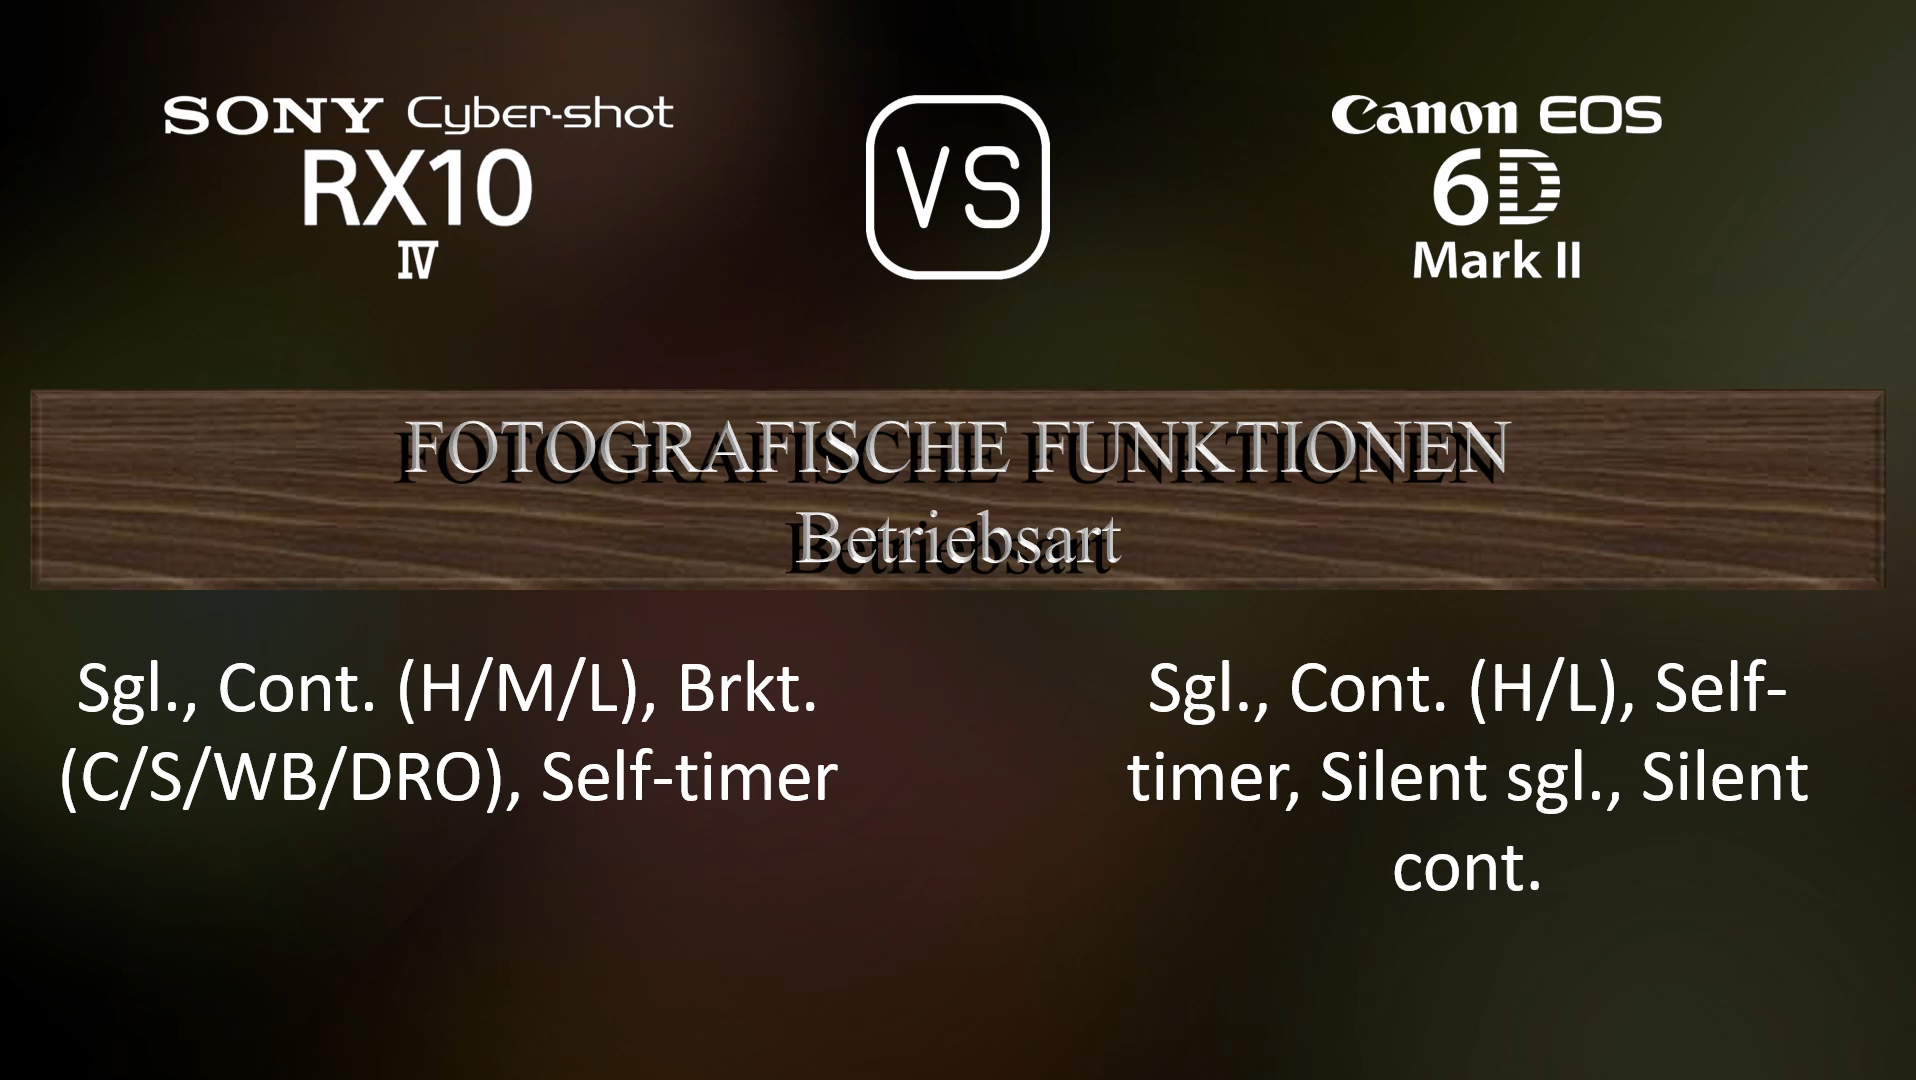 SONY Cyber-shot
RX10
IV
VS
Canon EOS
6D
Mark II
FOTOGRAFISCHE FUNKTIONEN
Betriebsart
Sgl., Cont. (H/M/L), Brkt.
(C/S/WB/DRO), Self-timer
Sgl., Cont. (H/L), Self-
timer, Silent sgl., Silent
cont.